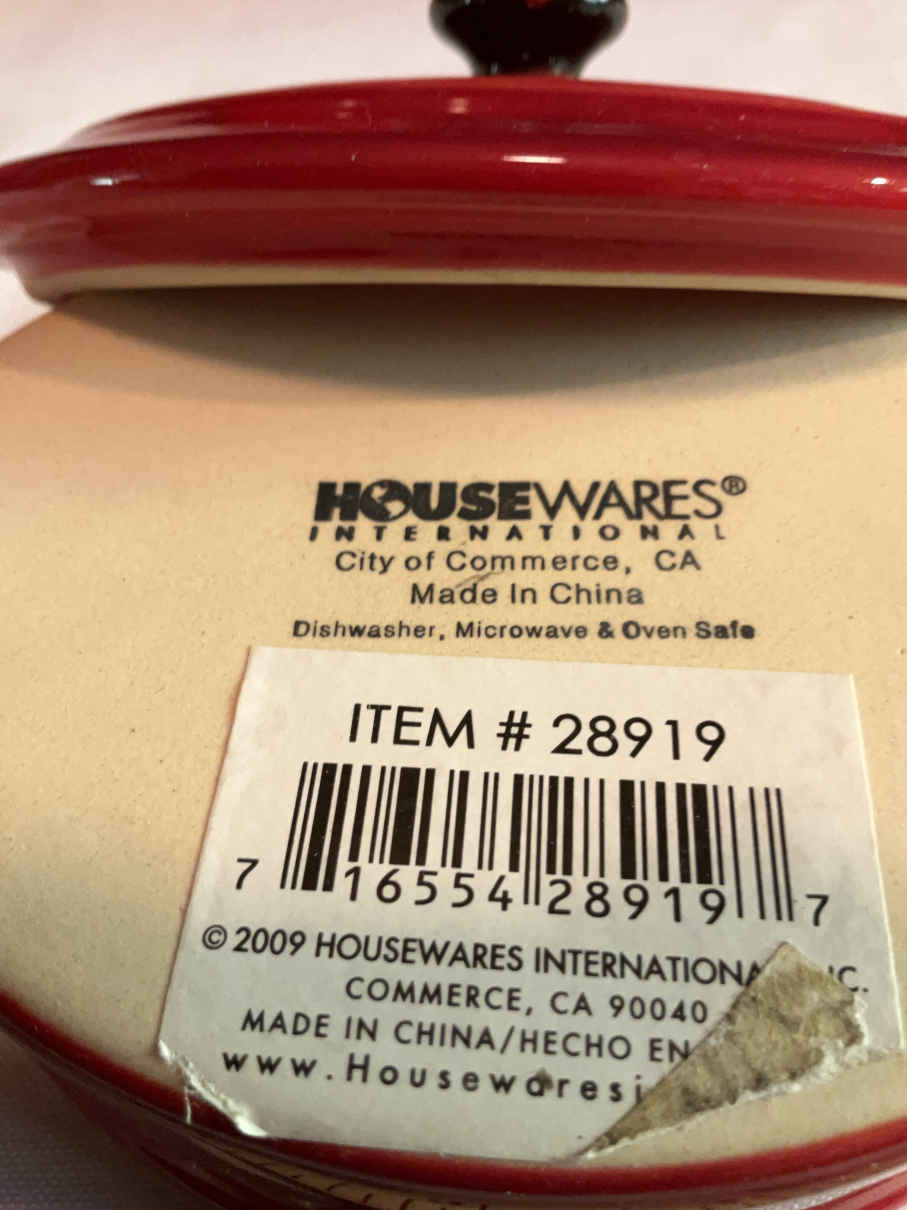 HOUSEWARES®
INTERNATIONAL
City of Commerce, CA
Made In China
Dishwasher, Microwave & Oven Safe
ITEM # 28919
7 16554 28919 7
© 2009 HOUSEWARES INTERNATIONA C.
COMMERCE, CA 90040
MADE IN CHINA/HECHO EN
www.Housewaresi